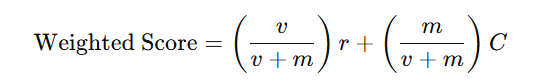 Weighted Score = (v / (v + m)) r + (m / (v + m)) C